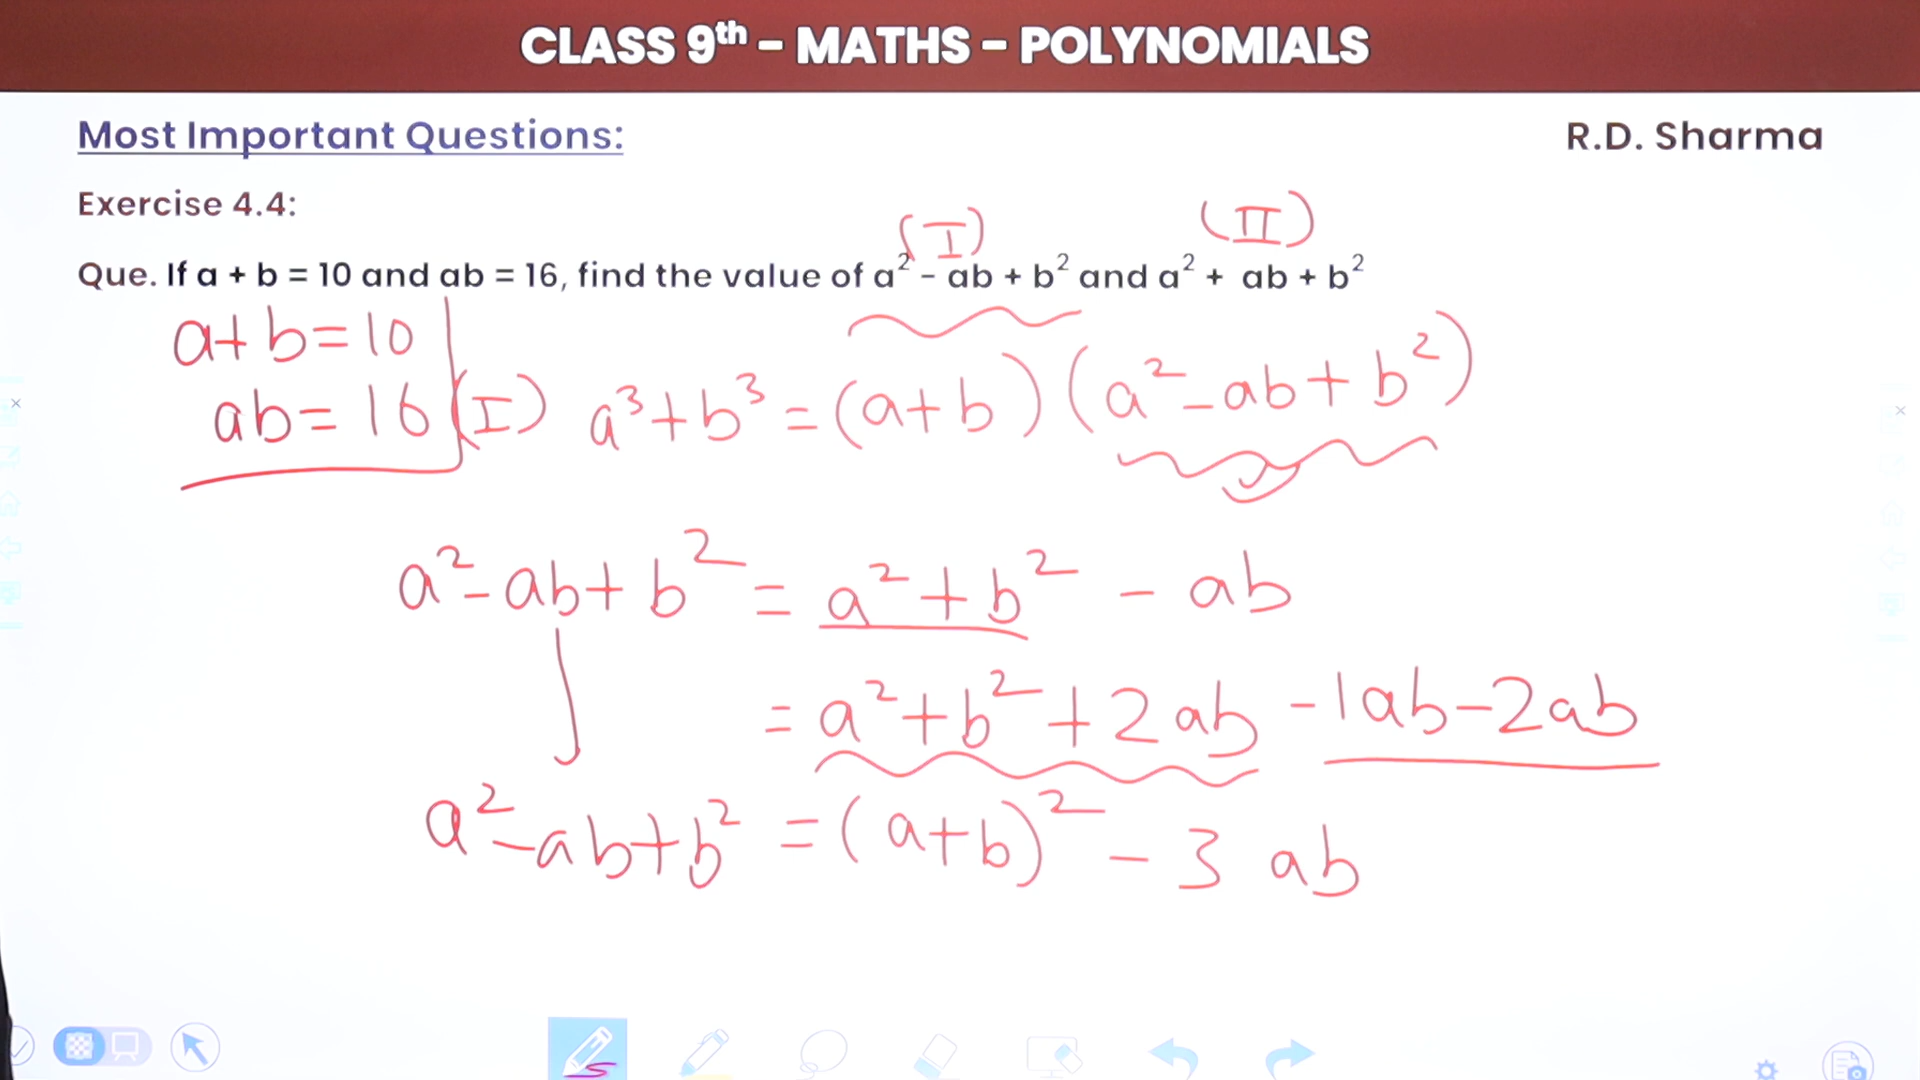 CLASS 9th – MATHS – POLYNOMIALS
Most Important Questions:
R.D. Sharma
Exercise 4.4:
(I) (II)
Que. If a + b = 10 and ab = 16, find the value of a² - ab + b² and a² + ab + b²
a+b=10
ab=16
(I) a³+b³=(a+b)(a²-ab+b²)
a²-ab+b² = a²+b² - ab
= a²+b²+2ab -1ab-2ab
a²-ab+b² =(a+b)² - 3 ab